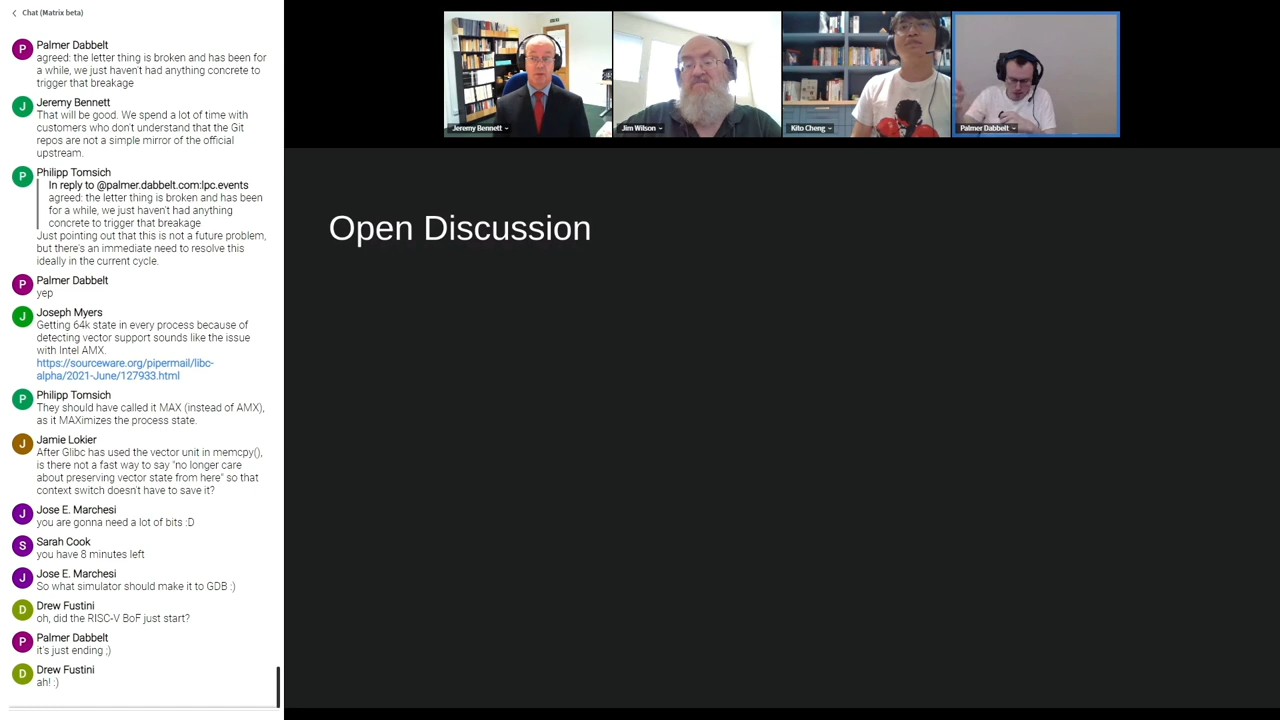 Chat (Matrix beta)
P
Palmer Dabbelt
agreed: the letter thing is broken and has been for
a while, we just haven't had anything concrete to
trigger that breakage
J
Jeremy Bennett
That will be good. We spend a lot of time with
customers who don't understand that the Git
repos are not a simple mirror of the official
upstream.
P
Philipp Tomsich
In reply to @palmer.dabbelt.com:lpc.events
agreed: the letter thing is broken and has been
for a while, we just haven't had anything
concrete to trigger that breakage
Just pointing out that this is not a future problem,
but there's an immediate need to resolve this
ideally in the current cycle.
P
Palmer Dabbelt
yep
J
Joseph Myers
Getting 64k state in every process because of
detecting vector support sounds like the issue
with Intel AMX.
https://sourceware.org/pipermail/libc-
alpha/2021-June/127933.html
P
Philipp Tomsich
They should have called it MAX (instead of AMX),
as it MAXimizes the process state.
J
Jamie Lokier
After Glibc has used the vector unit in memcpy(),
is there not a fast way to say "no longer care
about preserving vector state from here" so that
context switch doesn't have to save it?
J
Jose E. Marchesi
you are gonna need a lot of bits :D
S
Sarah Cook
you have 8 minutes left
J
Jose E. Marchesi
So what simulator should make it to GDB :)
D
Drew Fustini
oh, did the RISC-V BoF just start?
P
Palmer Dabbelt
it's just ending ;)
D
Drew Fustini
ah! :)
Jeremy Bennett
Jim Wilson
Kito Cheng
Palmer Dabbelt
Open Discussion